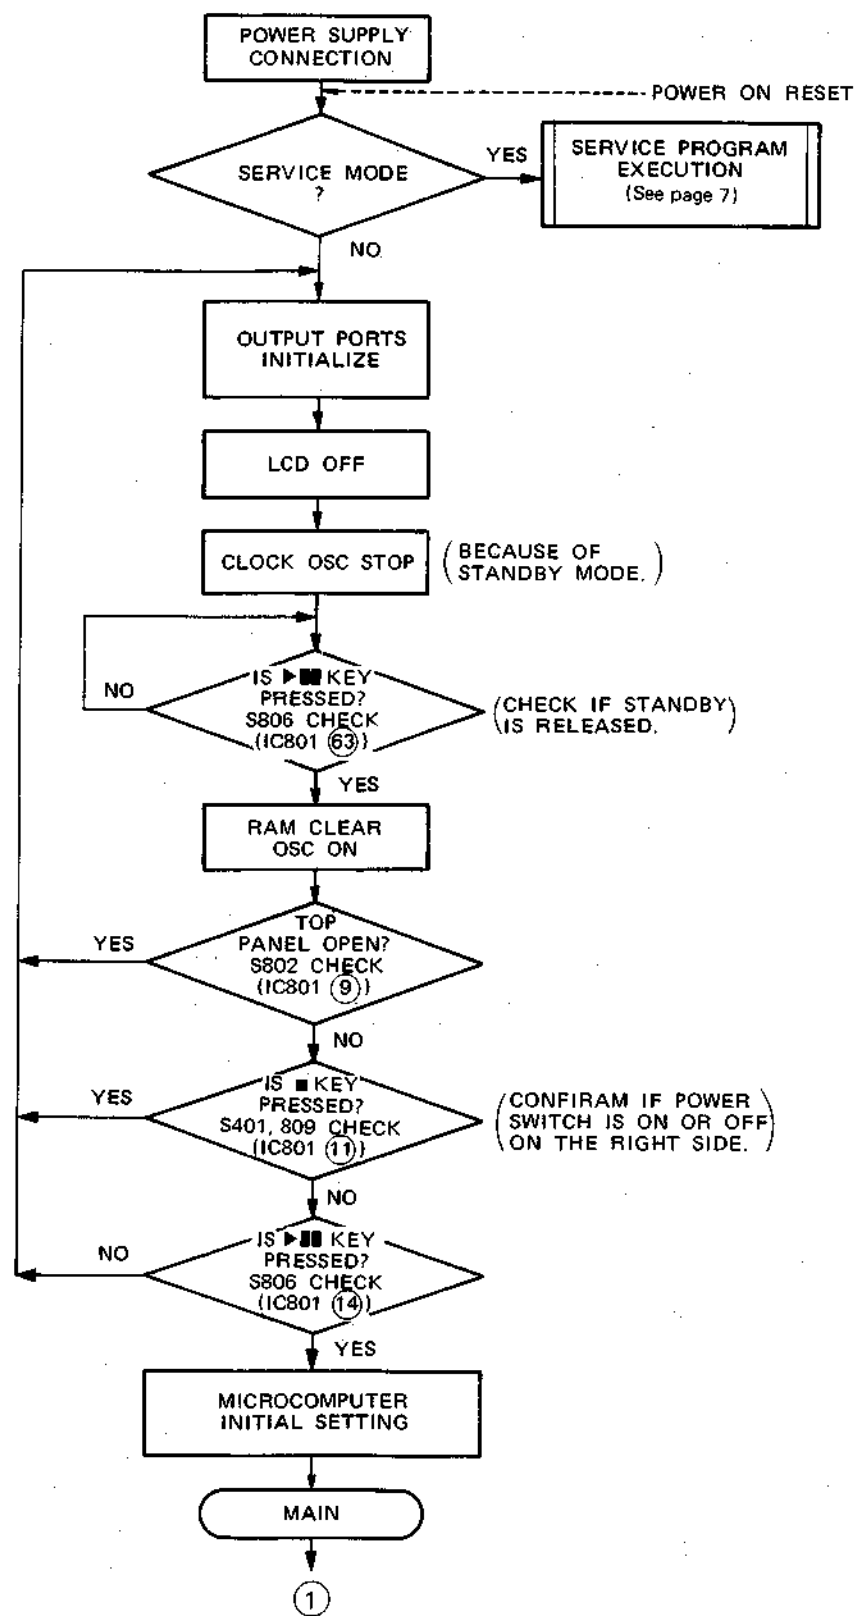 POWER SUPPLY
CONNECTION
POWER ON RESET
SERVICE MODE
?
YES
SERVICE PROGRAM
EXECUTION
(See page 7)
NO
OUTPUT PORTS
INITIALIZE
LCD OFF
CLOCK OSC STOP
(BECAUSE OF
STANDBY MODE.)
IS ▶▮▮ KEY
PRESSED?
S806 CHECK
(IC801 63)
NO
(CHECK IF STANDBY
IS RELEASED.)
YES
RAM CLEAR
OSC ON
TOP
PANEL OPEN?
S802 CHECK
(IC801 9)
YES
NO
IS ■ KEY
PRESSED?
S401, 809 CHECK
(IC801 11)
YES
(CONFIRAM IF POWER
SWITCH IS ON OR OFF
ON THE RIGHT SIDE.)
NO
IS ▶▮▮ KEY
PRESSED?
S806 CHECK
(IC801 14)
NO
YES
MICROCOMPUTER
INITIAL SETTING
MAIN
1